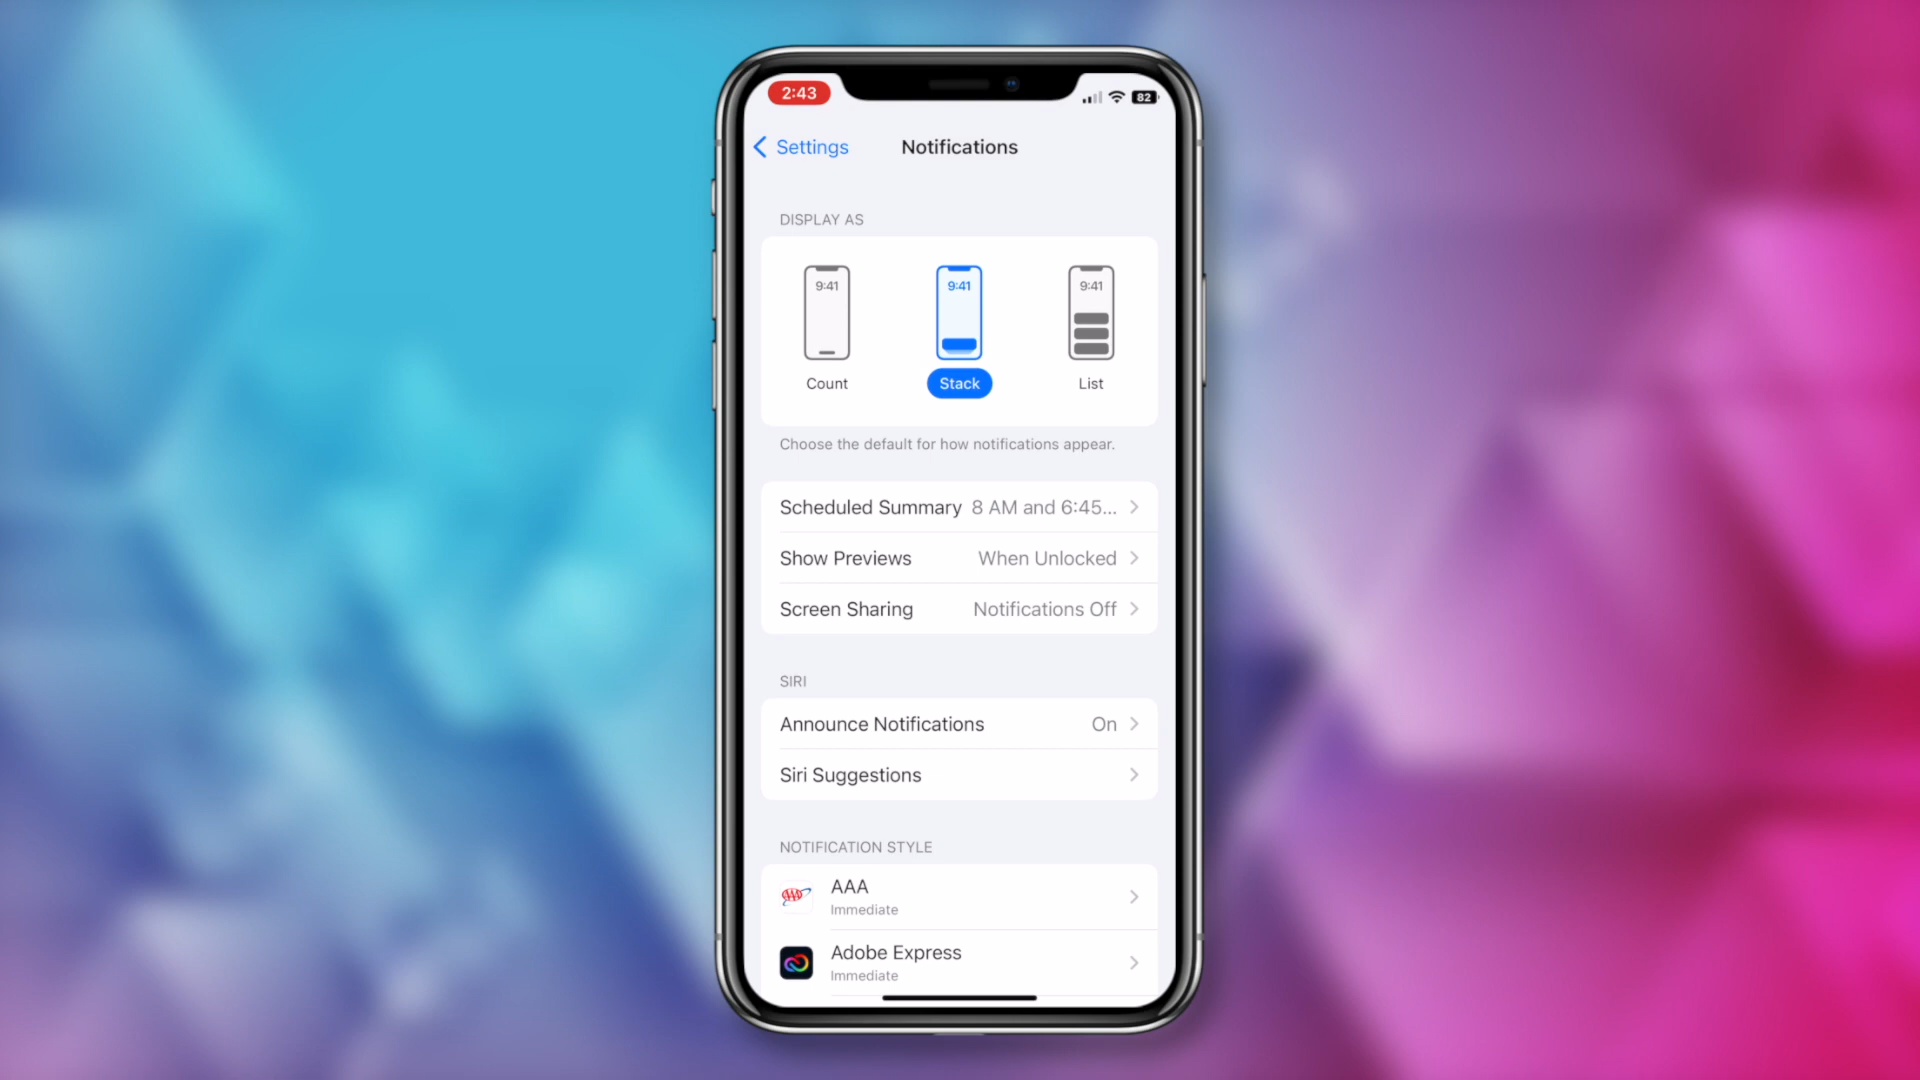 2:43
82
Settings Notifications
DISPLAY AS
9:41 9:41 9:41
Count Stack List
Choose the default for how notifications appear.
Scheduled Summary 8 AM and 6:45...
Show Previews When Unlocked
Screen Sharing Notifications Off
SIRI
Announce Notifications On
Siri Suggestions
NOTIFICATION STYLE
AAA
Immediate
Adobe Express
Immediate